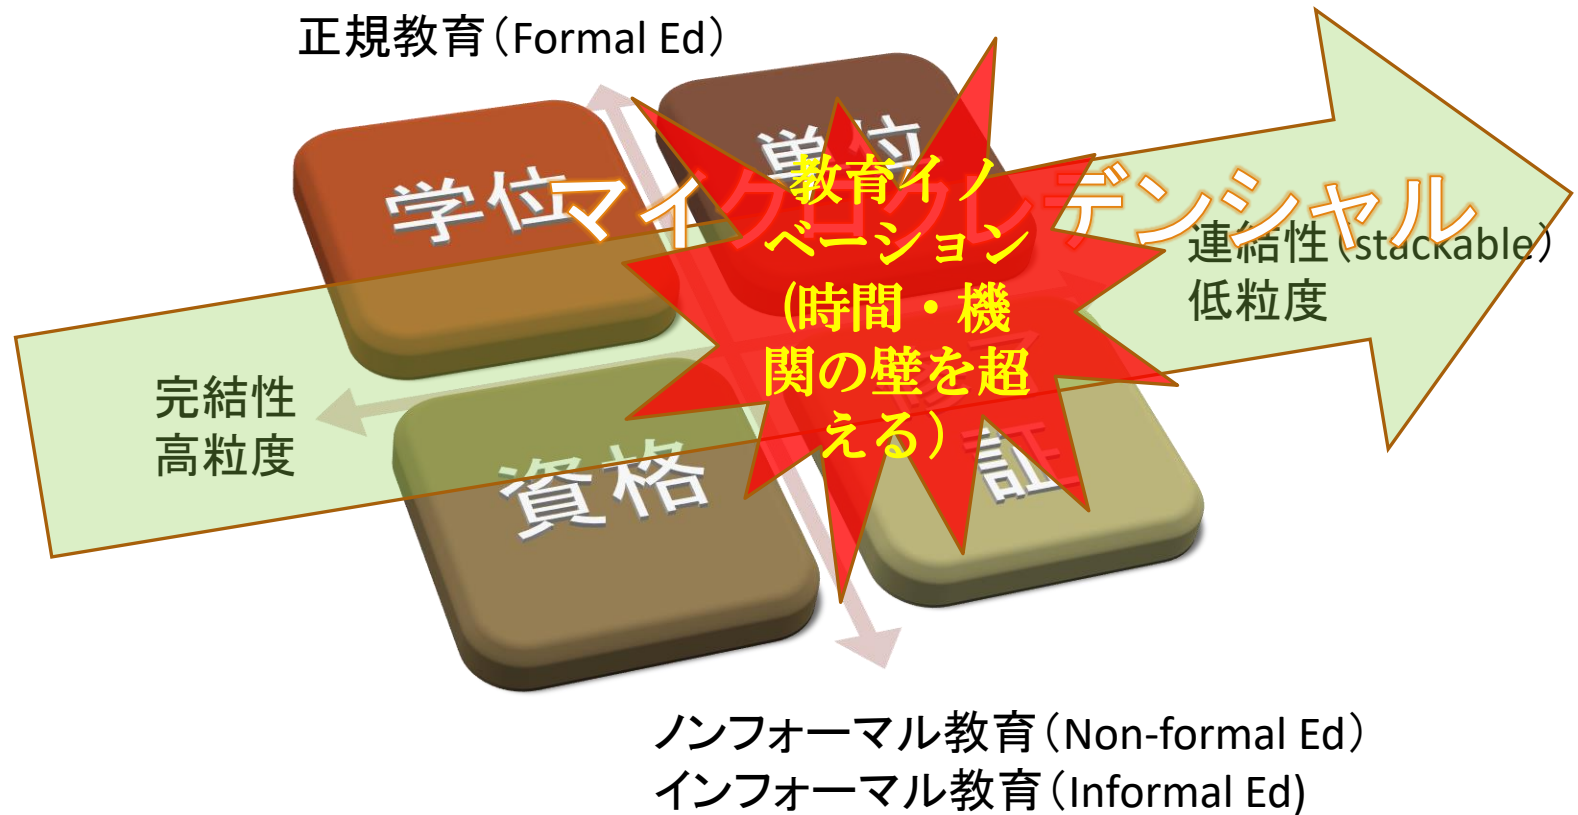 正規教育（Formal Ed）
学位
単位
マイクロクレデンシャル
教育イノ
ベーション
（時間・機
関の壁を超
える）
連結性（stackable）
低粒度
完結性
高粒度
資格
証
ノンフォーマル教育（Non-formal Ed）
インフォーマル教育（Informal Ed)